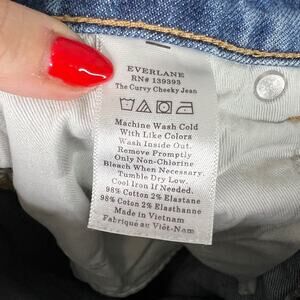 EVERLANE
RN# 139393
The Curvy Cheeky Jean
Machine Wash Cold
With Like Colors
Wash Inside Out.
Remove Promptly
Only Non-Chlorine
Bleach When Necessary.
Tumble Dry Low.
Cool Iron If Needed.
98% Cotton 2% Elastane
98% Coton 2% Elasthanne
Made in Vietnam
Fabriqué au Viêt-Nam